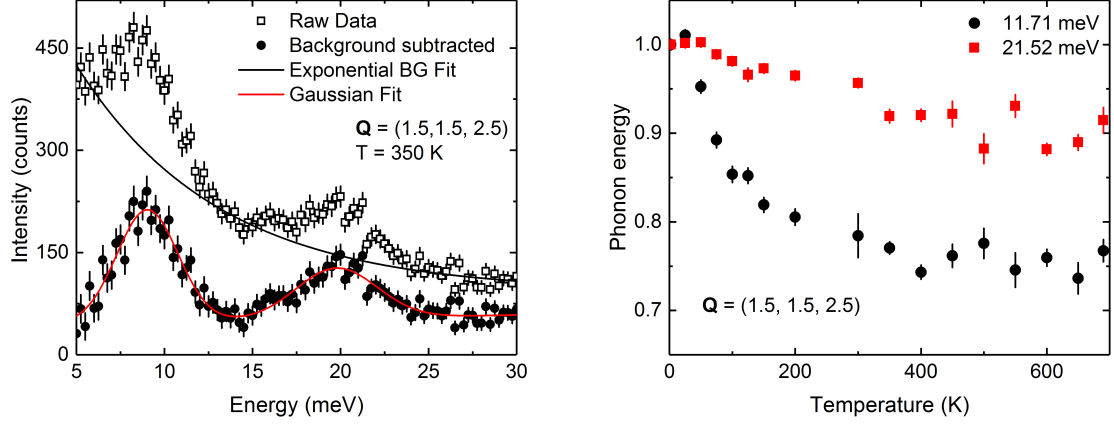 450
300
150
0
5
10
15
20
25
30
Intensity (counts)
Energy (meV)
Raw Data
Background subtracted
Exponential BG Fit
Gaussian Fit
Q = (1.5,1.5, 2.5)
T = 350 K
1.0
0.9
0.8
0.7
0
200
400
600
Phonon energy
Temperature (K)
11.71 meV
21.52 meV
Q = (1.5, 1.5, 2.5)